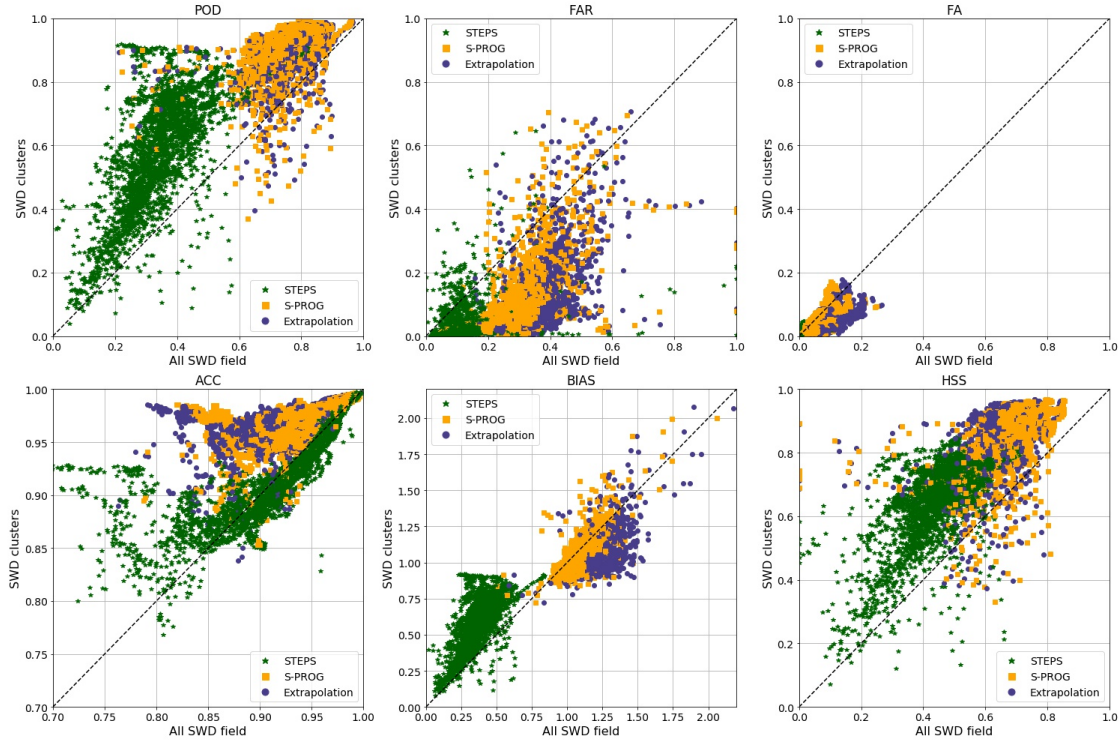 POD
1.0
0.8
0.6
0.4
0.2
0.0
SWD clusters
STEPS
S-PROG
Extrapolation
0.0 0.2 0.4 0.6 0.8 1.0
All SWD field
FAR
1.0
0.8
0.6
0.4
0.2
0.0
SWD clusters
STEPS
S-PROG
Extrapolation
0.0 0.2 0.4 0.6 0.8 1.0
All SWD field
FA
1.0
0.8
0.6
0.4
0.2
0.0
SWD clusters
STEPS
S-PROG
Extrapolation
0.0 0.2 0.4 0.6 0.8 1.0
All SWD field
ACC
1.00
0.95
0.90
0.85
0.80
0.75
0.70
SWD clusters
STEPS
S-PROG
Extrapolation
0.70 0.75 0.80 0.85 0.90 0.95 1.00
All SWD field
BIAS
2.00
1.75
1.50
1.25
1.00
0.75
0.50
0.25
0.00
SWD clusters
STEPS
S-PROG
Extrapolation
0.00 0.25 0.50 0.75 1.00 1.25 1.50 1.75 2.00
All SWD field
HSS
1.0
0.8
0.6
0.4
0.2
0.0
SWD clusters
STEPS
S-PROG
Extrapolation
0.0 0.2 0.4 0.6 0.8 1.0
All SWD field